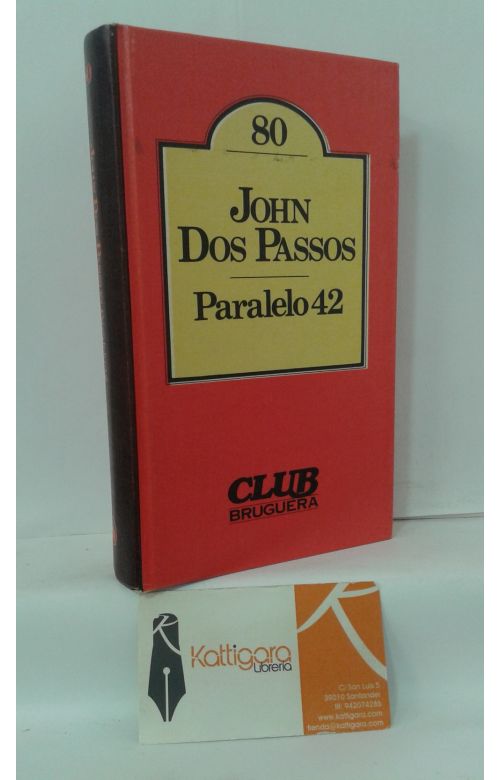 80
JOHN
DOS PASSOS
Paralelo 42
CLUB
BRUGUERA
Kattigara
Librería
C/ San Luis 5
39010 Santander
tlf: 942074285
www.kattigara.com
tienda@kattigara.com